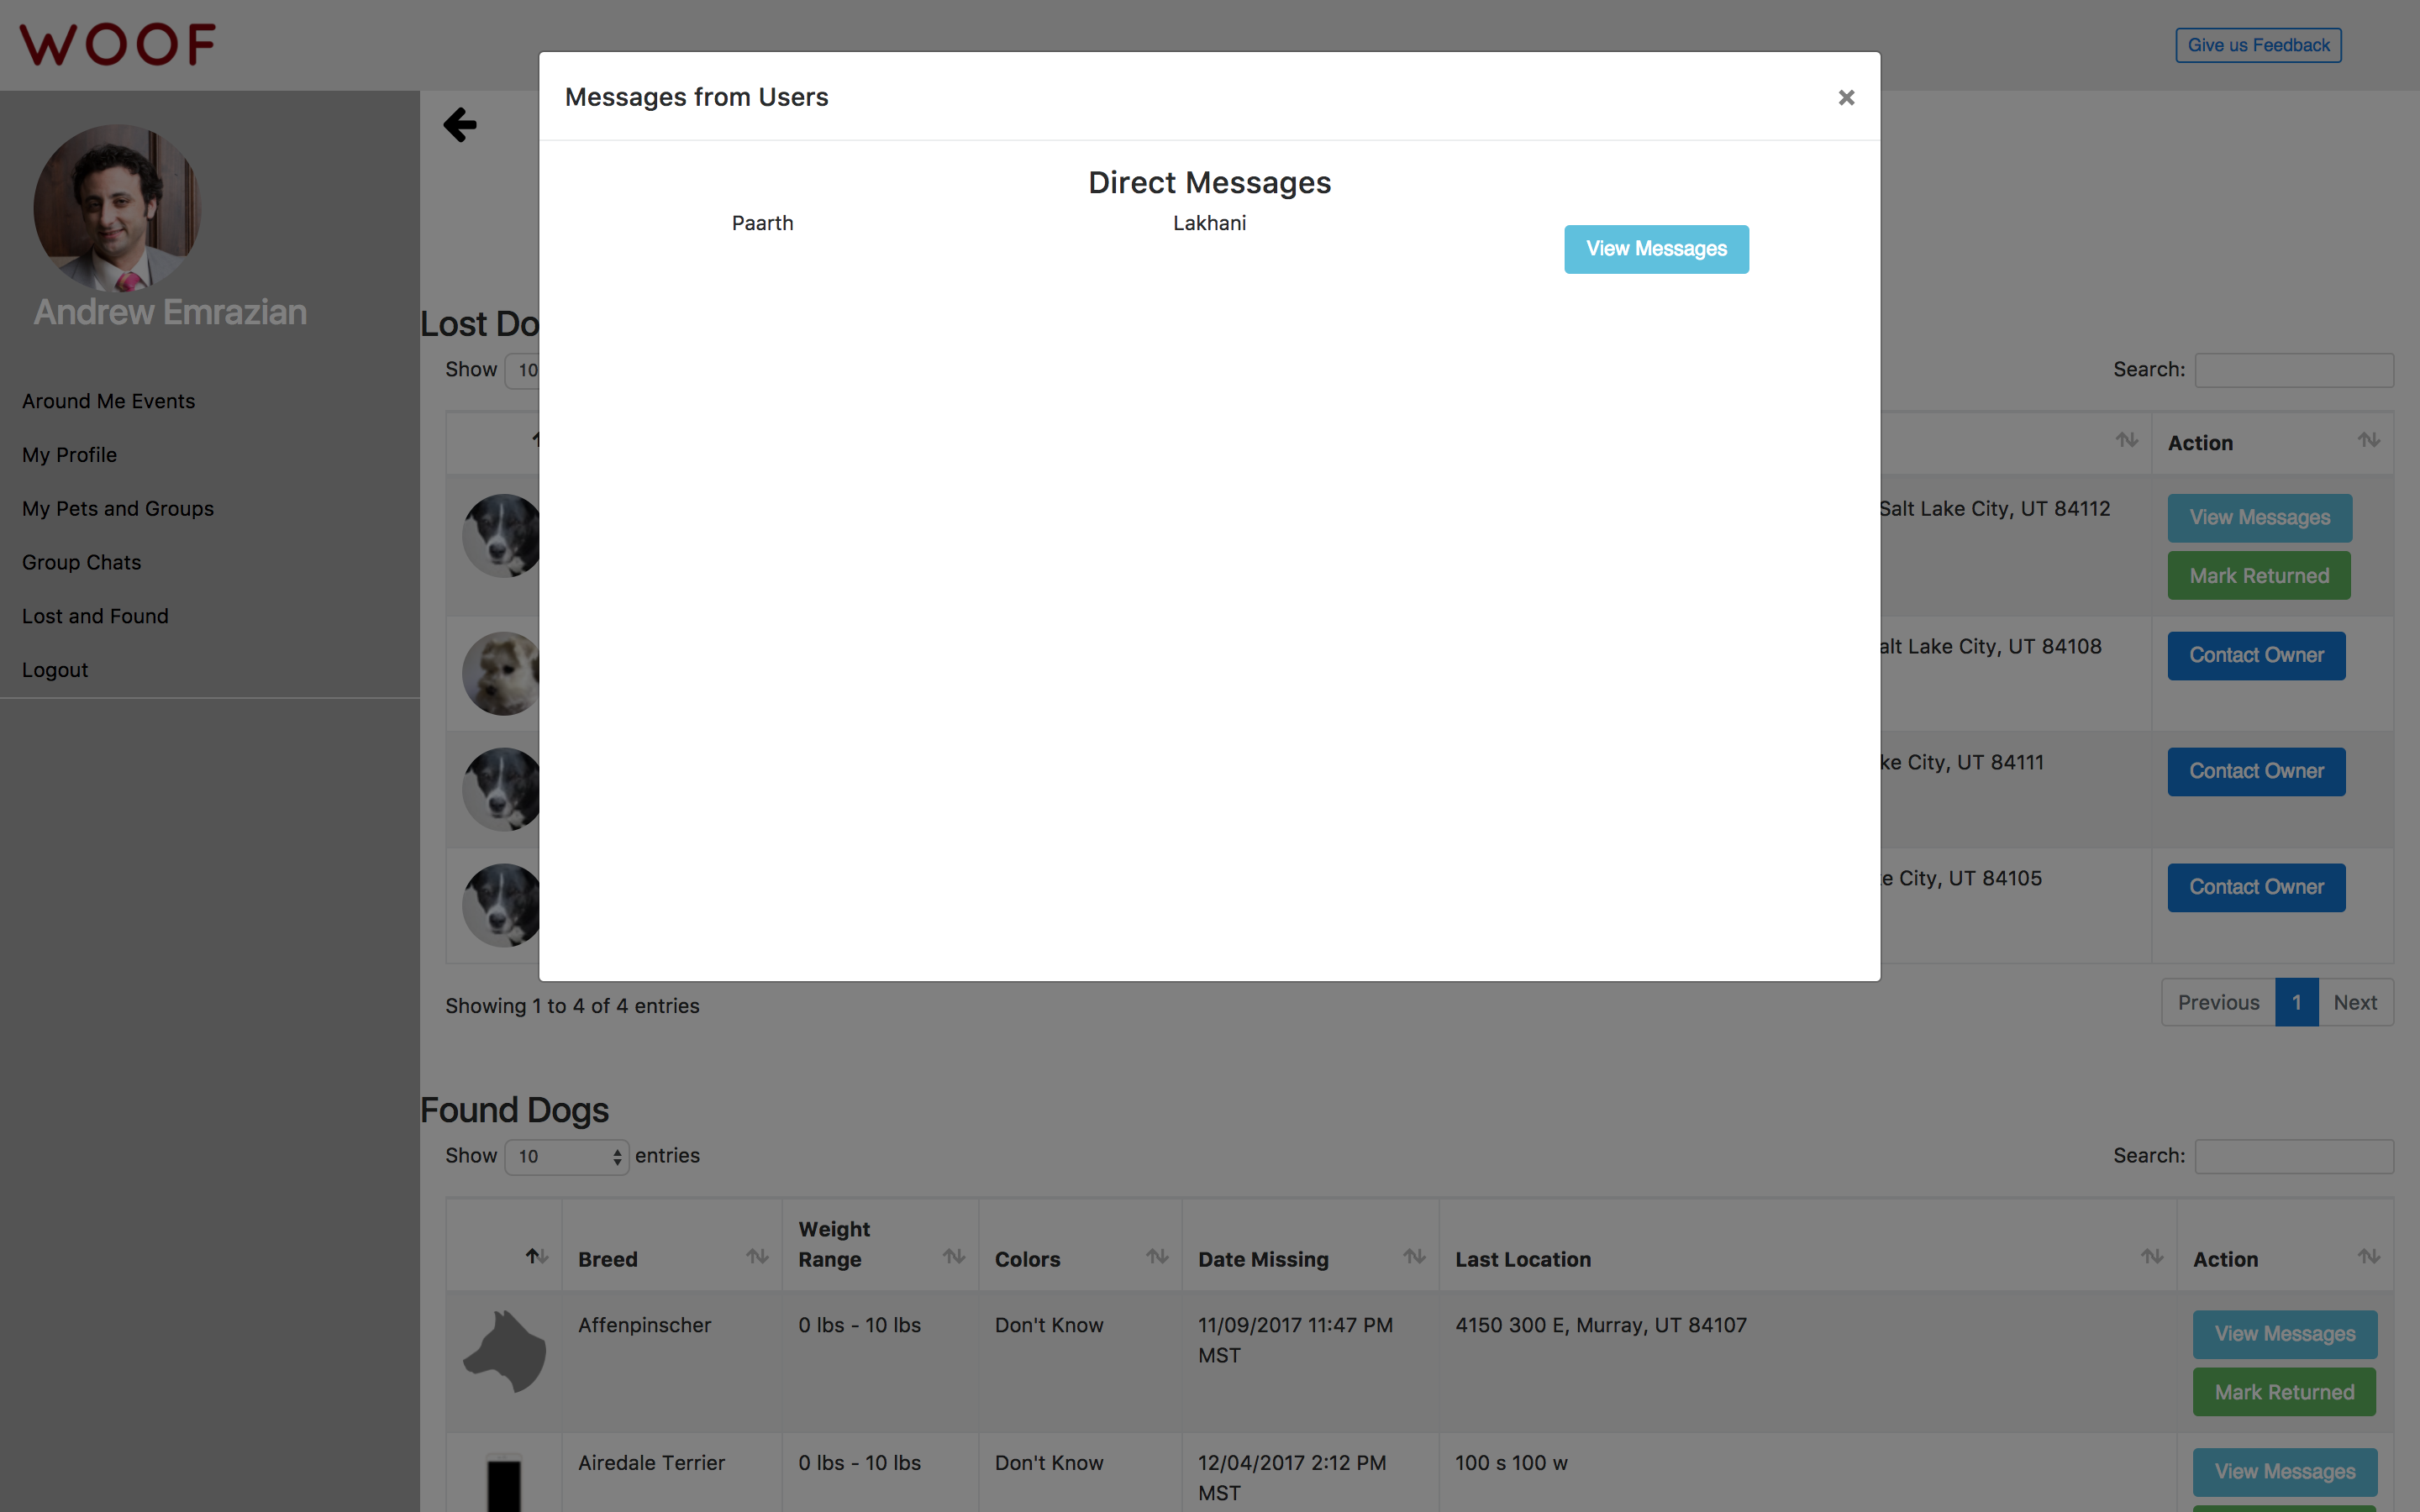 WOOF
Give us Feedback
Messages from Users
×
Direct Messages
Paarth Lakhani View Messages
Andrew Emrazian
Around Me Events
My Profile
My Pets and Groups
Group Chats
Lost and Found
Logout
Lost Do
Show 10 Search:
Action
Salt Lake City, UT 84112 View Messages
Mark Returned
alt Lake City, UT 84108 Contact Owner
ke City, UT 84111 Contact Owner
e City, UT 84105 Contact Owner
Showing 1 to 4 of 4 entries Previous 1 Next
Found Dogs
Show 10 entries Search:
Weight
Breed Range Colors Date Missing Last Location Action
Affenpinscher 0 lbs - 10 lbs Don't Know 11/09/2017 11:47 PM 4150 300 E, Murray, UT 84107 View Messages
MST
Mark Returned
Airedale Terrier 0 lbs - 10 lbs Don't Know 12/04/2017 2:12 PM 100 s 100 w View Messages
MST